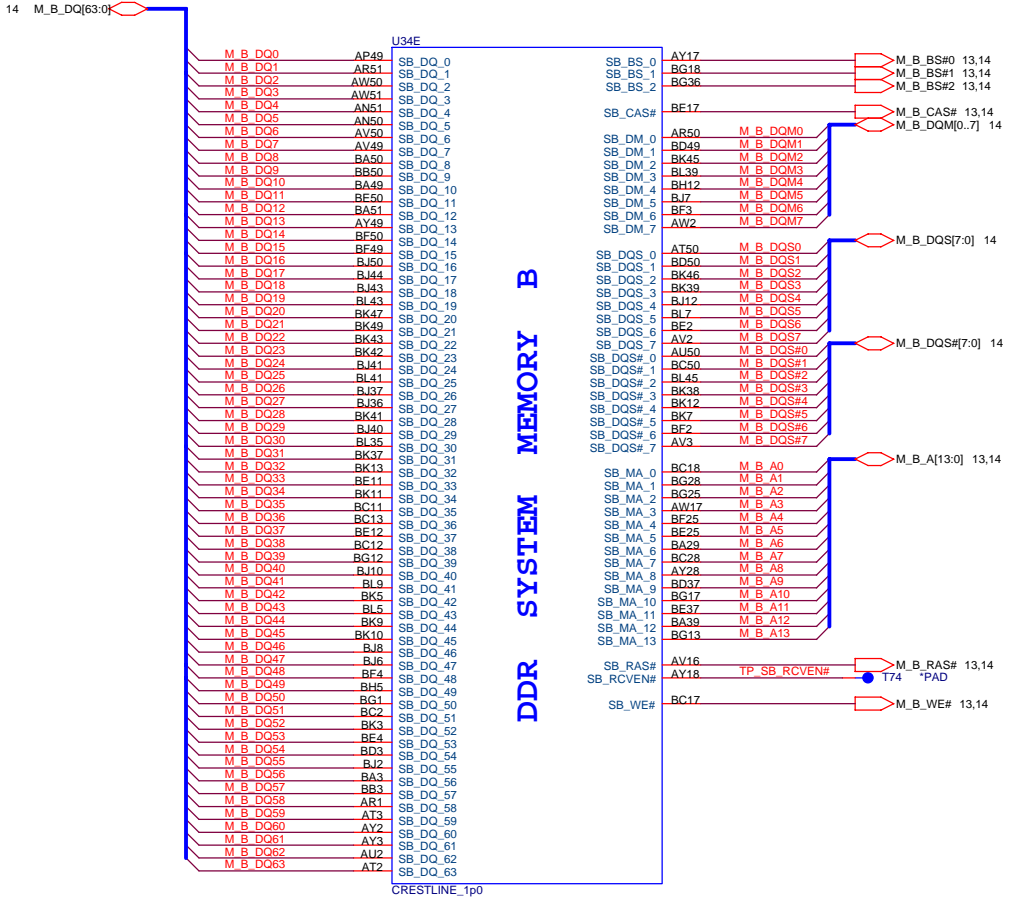 14 M_B_DQ[63:0]
U34E
M_B_DQ0 AP49 SB_DQ_0
M_B_DQ1 AR51 SB_DQ_1
M_B_DQ2 AW50 SB_DQ_2
M_B_DQ3 AW51 SB_DQ_3
M_B_DQ4 AN51 SB_DQ_4
M_B_DQ5 AN50 SB_DQ_5
M_B_DQ6 AV50 SB_DQ_6
M_B_DQ7 AV49 SB_DQ_7
M_B_DQ8 BA50 SB_DQ_8
M_B_DQ9 BB50 SB_DQ_9
M_B_DQ10 BA49 SB_DQ_10
M_B_DQ11 BE50 SB_DQ_11
M_B_DQ12 BA51 SB_DQ_12
M_B_DQ13 AY49 SB_DQ_13
M_B_DQ14 BF50 SB_DQ_14
M_B_DQ15 BF49 SB_DQ_15
M_B_DQ16 BJ50 SB_DQ_16
M_B_DQ17 BJ44 SB_DQ_17
M_B_DQ18 BJ43 SB_DQ_18
M_B_DQ19 BL43 SB_DQ_19
M_B_DQ20 BK47 SB_DQ_20
M_B_DQ21 BK49 SB_DQ_21
M_B_DQ22 BK43 SB_DQ_22
M_B_DQ23 BK42 SB_DQ_23
M_B_DQ24 BJ41 SB_DQ_24
M_B_DQ25 BL41 SB_DQ_25
M_B_DQ26 BJ37 SB_DQ_26
M_B_DQ27 BJ36 SB_DQ_27
M_B_DQ28 BK41 SB_DQ_28
M_B_DQ29 BJ40 SB_DQ_29
M_B_DQ30 BL35 SB_DQ_30
M_B_DQ31 BK37 SB_DQ_31
M_B_DQ32 BK13 SB_DQ_32
M_B_DQ33 BE11 SB_DQ_33
M_B_DQ34 BK11 SB_DQ_34
M_B_DQ35 BC11 SB_DQ_35
M_B_DQ36 BC13 SB_DQ_36
M_B_DQ37 BE12 SB_DQ_37
M_B_DQ38 BC12 SB_DQ_38
M_B_DQ39 BG12 SB_DQ_39
M_B_DQ40 BJ10 SB_DQ_40
M_B_DQ41 BL9 SB_DQ_41
M_B_DQ42 BK5 SB_DQ_42
M_B_DQ43 BL5 SB_DQ_43
M_B_DQ44 BK9 SB_DQ_44
M_B_DQ45 BK10 SB_DQ_45
M_B_DQ46 BJ8 SB_DQ_46
M_B_DQ47 BJ6 SB_DQ_47
M_B_DQ48 BF4 SB_DQ_48
M_B_DQ49 BH5 SB_DQ_49
M_B_DQ50 BG1 SB_DQ_50
M_B_DQ51 BC2 SB_DQ_51
M_B_DQ52 BK3 SB_DQ_52
M_B_DQ53 BE4 SB_DQ_53
M_B_DQ54 BD3 SB_DQ_54
M_B_DQ55 BJ2 SB_DQ_55
M_B_DQ56 BA3 SB_DQ_56
M_B_DQ57 BB3 SB_DQ_57
M_B_DQ58 AR1 SB_DQ_58
M_B_DQ59 AT3 SB_DQ_59
M_B_DQ60 AY2 SB_DQ_60
M_B_DQ61 AY3 SB_DQ_61
M_B_DQ62 AU2 SB_DQ_62
M_B_DQ63 AT2 SB_DQ_63
DDR SYSTEM MEMORY B
SB_BS_0 AY17 M_B_BS#0 13,14
SB_BS_1 BG18 M_B_BS#1 13,14
SB_BS_2 BG36 M_B_BS#2 13,14
SB_CAS# BE17 M_B_CAS# 13,14
M_B_DQM[0..7] 14
SB_DM_0 AR50 M_B_DQM0
SB_DM_1 BD49 M_B_DQM1
SB_DM_2 BK45 M_B_DQM2
SB_DM_3 BL39 M_B_DQM3
SB_DM_4 BH12 M_B_DQM4
SB_DM_5 BJ7 M_B_DQM5
SB_DM_6 BF3 M_B_DQM6
SB_DM_7 AW2 M_B_DQM7
M_B_DQS[7:0] 14
SB_DQS_0 AT50 M_B_DQS0
SB_DQS_1 BD50 M_B_DQS1
SB_DQS_2 BK46 M_B_DQS2
SB_DQS_3 BK39 M_B_DQS3
SB_DQS_4 BJ12 M_B_DQS4
SB_DQS_5 BL7 M_B_DQS5
SB_DQS_6 BE2 M_B_DQS6
SB_DQS_7 AV2 M_B_DQS7
M_B_DQS#[7:0] 14
SB_DQS#_0 AU50 M_B_DQS#0
SB_DQS#_1 BC50 M_B_DQS#1
SB_DQS#_2 BL45 M_B_DQS#2
SB_DQS#_3 BK38 M_B_DQS#3
SB_DQS#_4 BK12 M_B_DQS#4
SB_DQS#_5 BK7 M_B_DQS#5
SB_DQS#_6 BF2 M_B_DQS#6
SB_DQS#_7 AV3 M_B_DQS#7
M_B_A[13:0] 13,14
SB_MA_0 BC18 M_B_A0
SB_MA_1 BG28 M_B_A1
SB_MA_2 BG25 M_B_A2
SB_MA_3 AW17 M_B_A3
SB_MA_4 BF25 M_B_A4
SB_MA_5 BE25 M_B_A5
SB_MA_6 BA29 M_B_A6
SB_MA_7 BC28 M_B_A7
SB_MA_8 AY28 M_B_A8
SB_MA_9 BD37 M_B_A9
SB_MA_10 BG17 M_B_A10
SB_MA_11 BE37 M_B_A11
SB_MA_12 BA39 M_B_A12
SB_MA_13 BG13 M_B_A13
SB_RAS# AV16 M_B_RAS# 13,14
SB_RCVEN# AY18 TP_SB_RCVEN# T74 *PAD
SB_WE# BC17 M_B_WE# 13,14
CRESTLINE_1p0